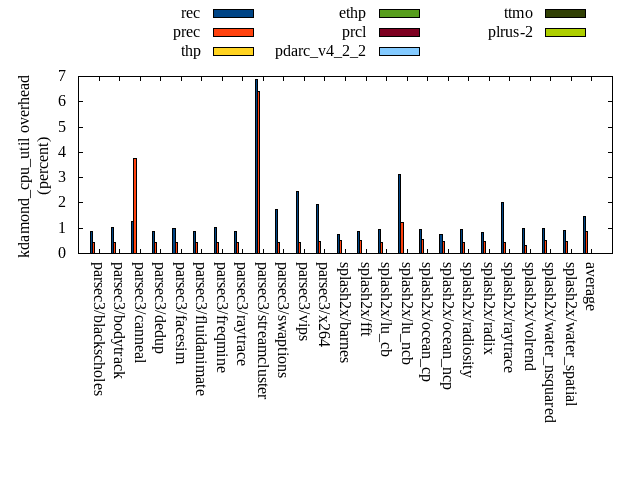 rec
prec
thp
ethp
prcl
pdarc_v4_2_2
ttmo
plrus-2
kdamond_cpu_util overhead
(percent)
7
6
5
4
3
2
1
0
parsec3/blackscholes
parsec3/bodytrack
parsec3/canneal
parsec3/dedup
parsec3/facesim
parsec3/fluidanimate
parsec3/freqmine
parsec3/raytrace
parsec3/streamcluster
parsec3/swaptions
parsec3/vips
parsec3/x264
splash2x/barnes
splash2x/fft
splash2x/lu_cb
splash2x/lu_ncb
splash2x/ocean_cp
splash2x/ocean_ncp
splash2x/radiosity
splash2x/radix
splash2x/raytrace
splash2x/volrend
splash2x/water_nsquared
splash2x/water_spatial
average